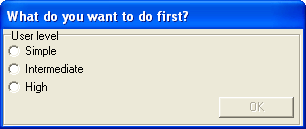 What do you want to do first?
User level
Simple
Intermediate
High
OK